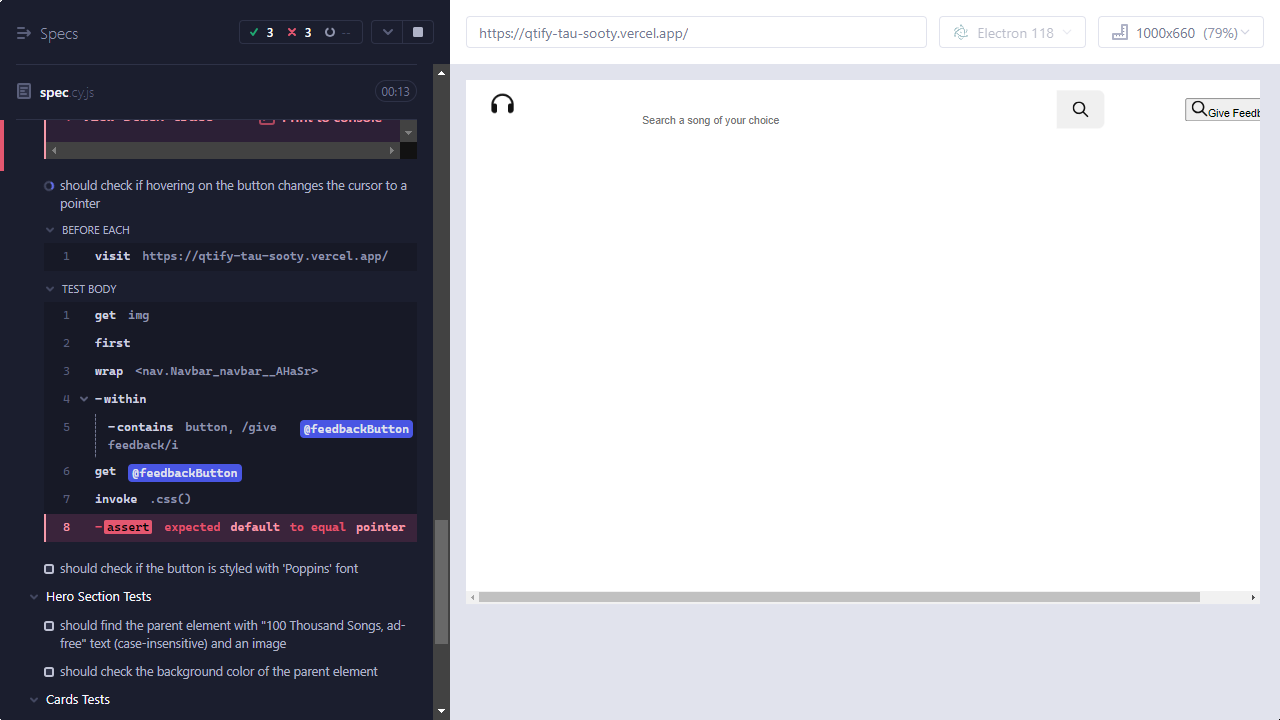 Specs
3
3
--
spec.cy.js
00:13
View stack trace
Print to console
should check if hovering on the button changes the cursor to a
pointer
BEFORE EACH
1 visit https://qtify-tau-sooty.vercel.app/
TEST BODY
1 get img
2 first
3 wrap <nav.Navbar_navbar__AHaSr>
4 -within
5 -contains button, /give @feedbackButton
feedback/i
6 get @feedbackButton
7 invoke .css()
8 -assert expected default to equal pointer
should check if the button is styled with 'Poppins' font
Hero Section Tests
should find the parent element with "100 Thousand Songs, ad-
free" text (case-insensitive) and an image
should check the background color of the parent element
Cards Tests
https://qtify-tau-sooty.vercel.app/
Electron 118
1000x660 (79%)
Search a song of your choice
Give Feedb